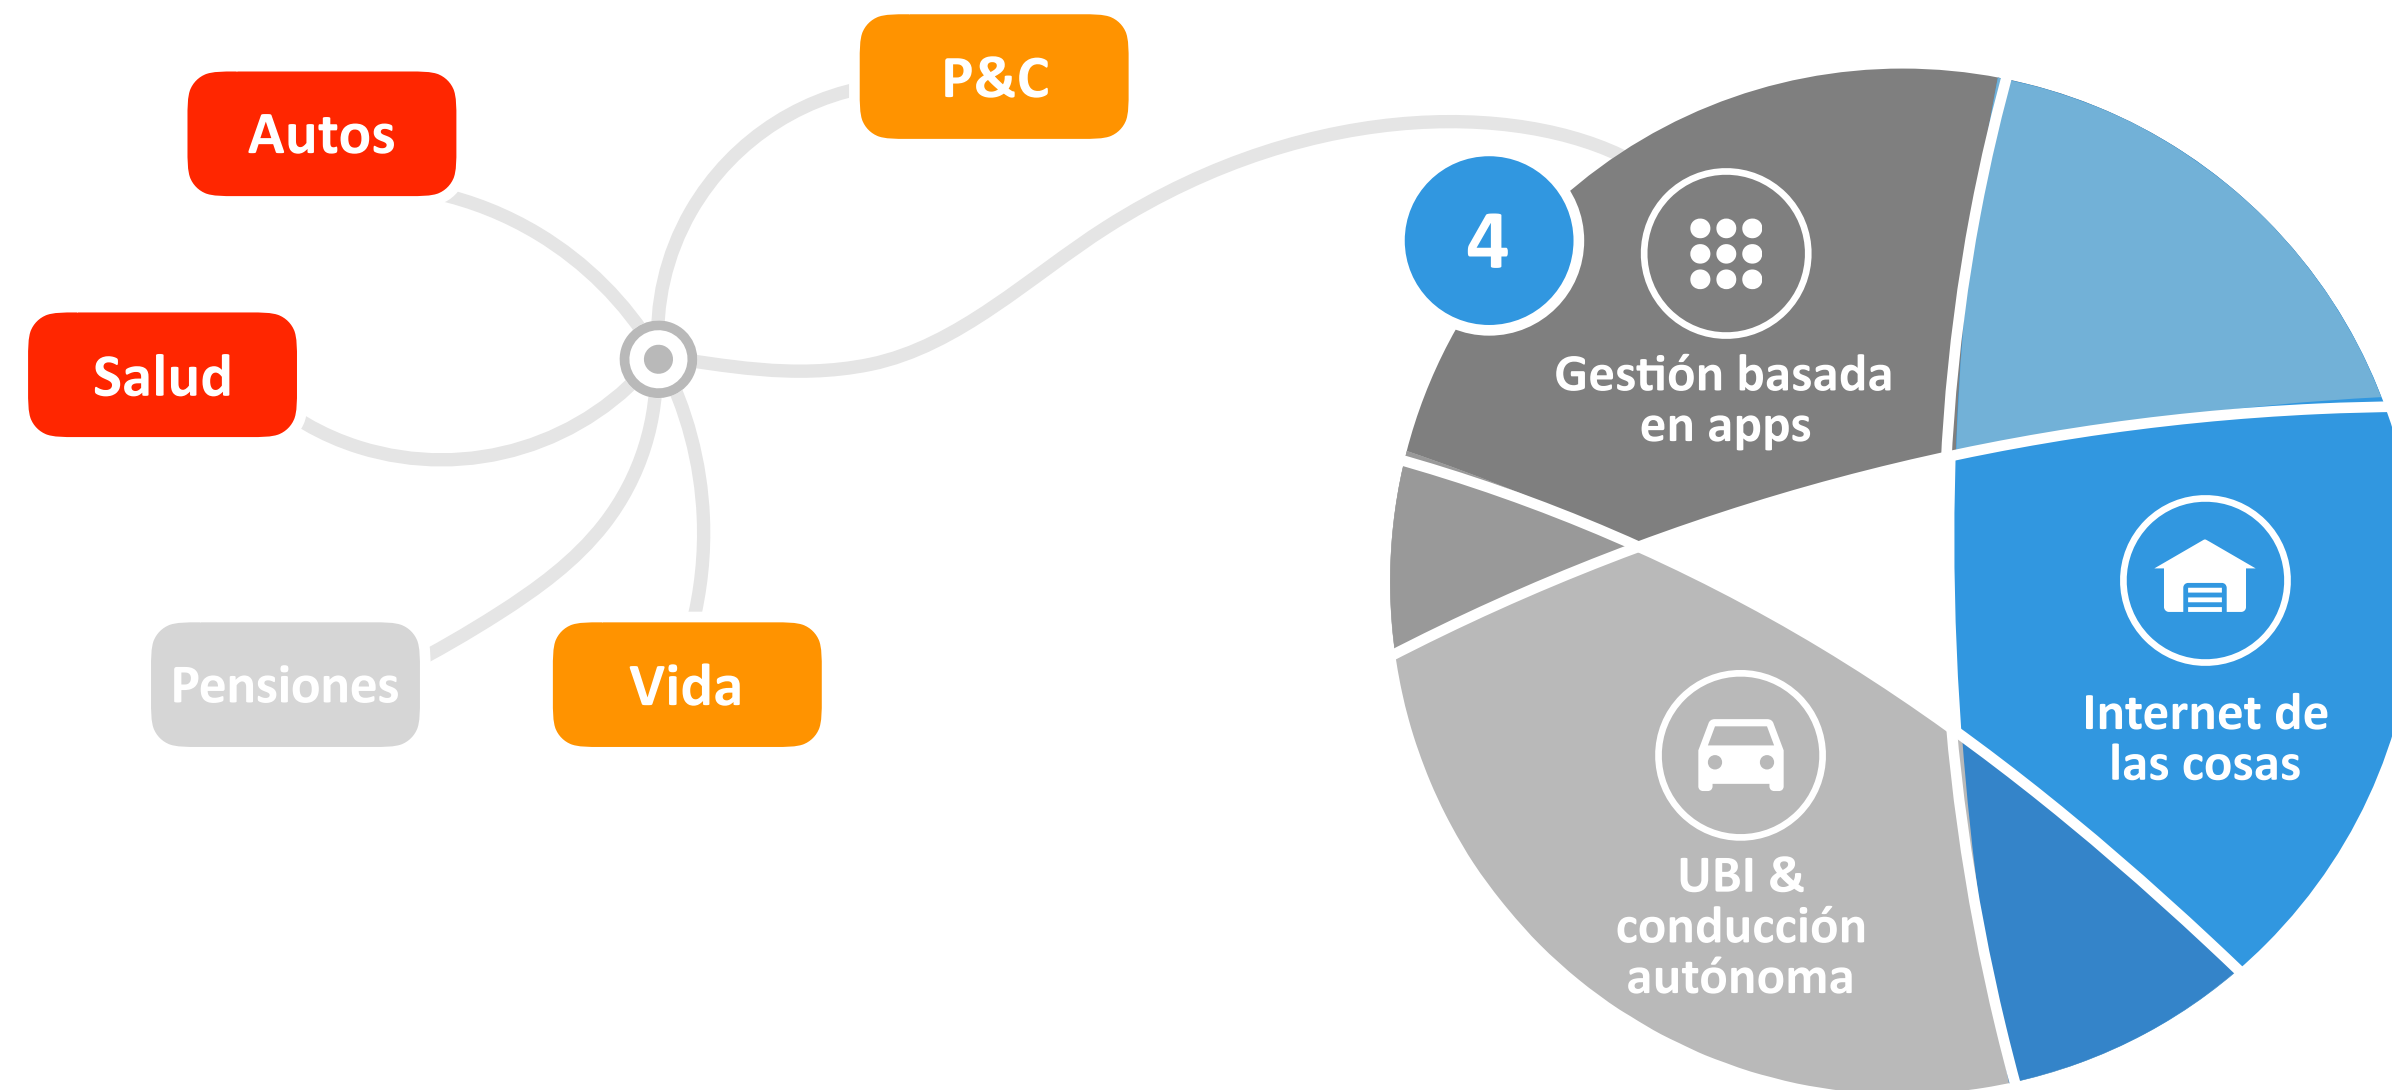 P&C
Autos
Salud
Pensiones
Vida
4
Gestión basada
en apps
Internet de
las cosas
UBI &
conducción
autónoma